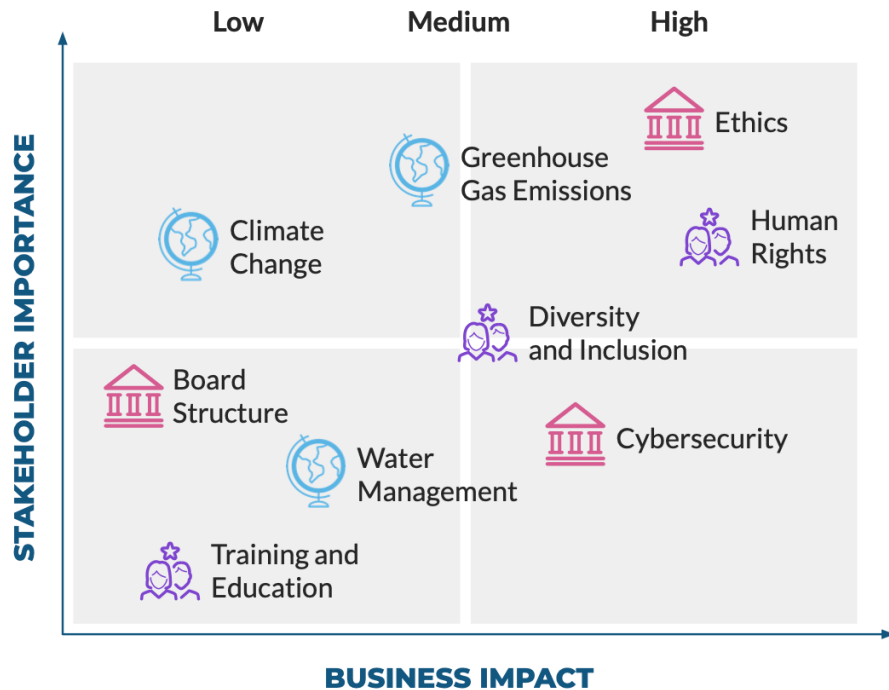 Low Medium High
STAKEHOLDER IMPORTANCE
Ethics
Greenhouse
Gas Emissions
Human
Rights
Climate
Change
Diversity
and Inclusion
Board
Structure
Cybersecurity
Water
Management
Training and
Education
BUSINESS IMPACT